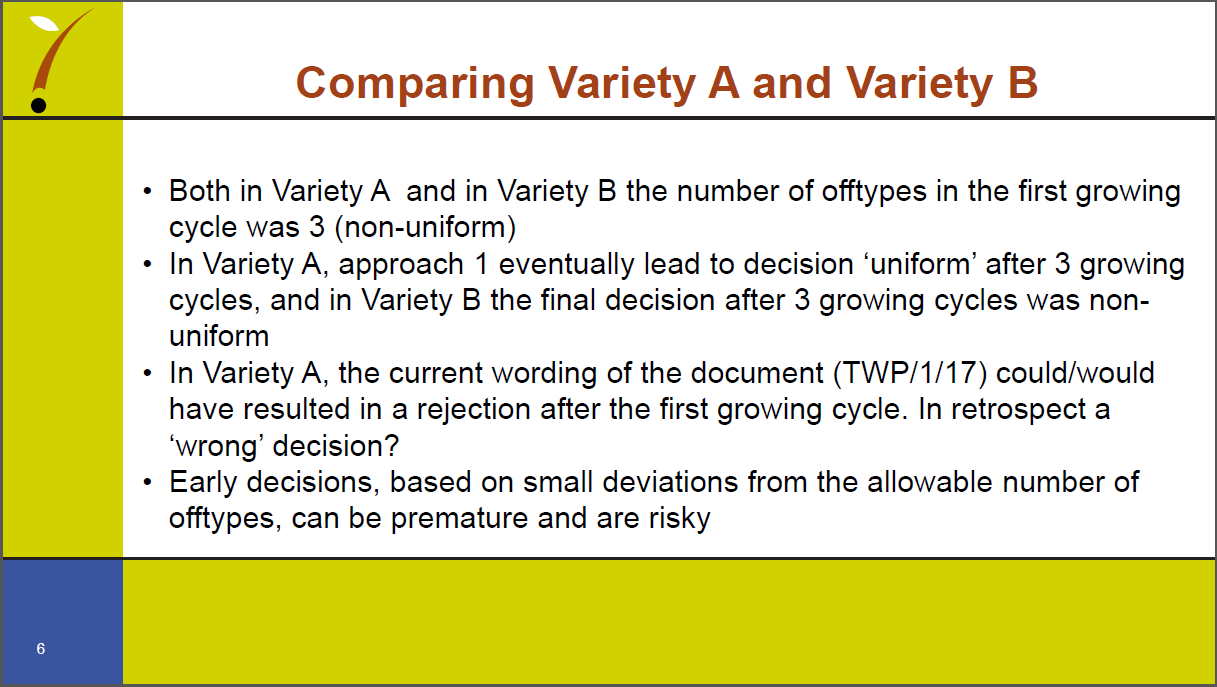 Comparing Variety A and Variety B
• Both in Variety A  and in Variety B the number of offtypes in the first growing
cycle was 3 (non-uniform)
• In Variety A, approach 1 eventually lead to decision ‘uniform’ after 3 growing
cycles, and in Variety B the final decision after 3 growing cycles was non-
uniform
• In Variety A, the current wording of the document (TWP/1/17) could/would
have resulted in a rejection after the first growing cycle. In retrospect a
‘wrong’ decision?
• Early decisions, based on small deviations from the allowable number of
offtypes, can be premature and are risky
6